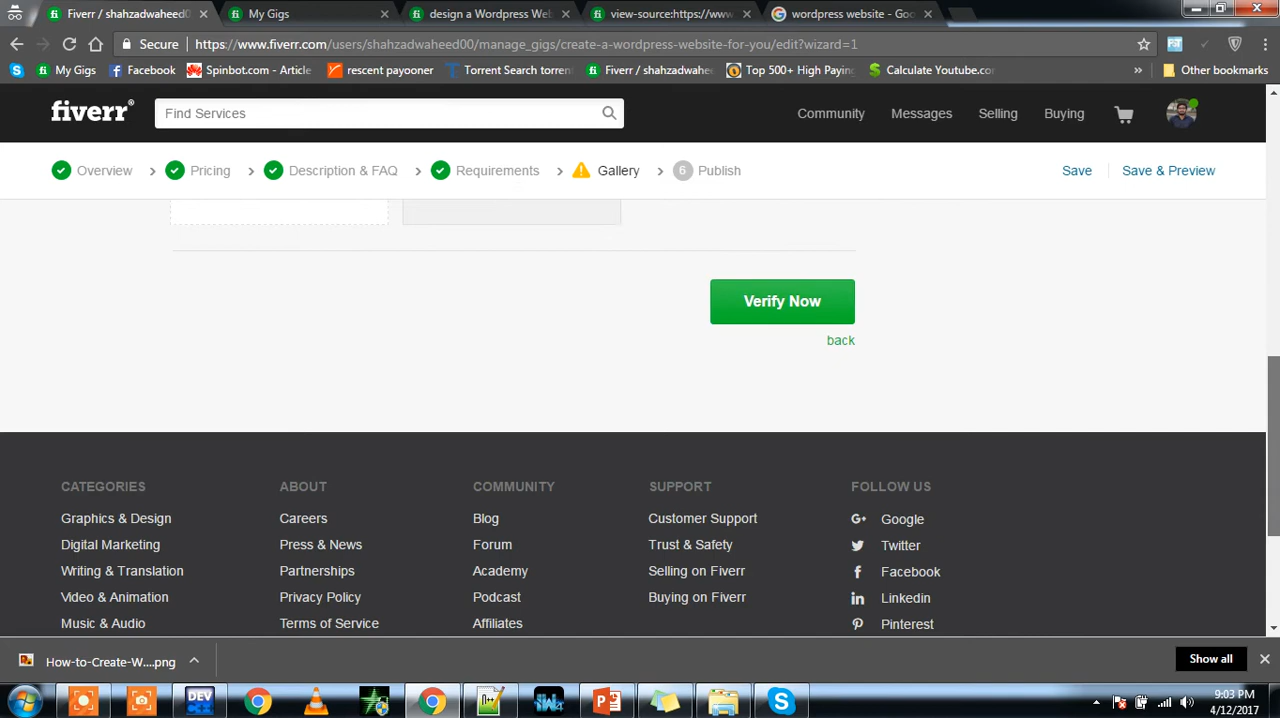 Fiverr / shahzadwaheed0
My Gigs
design a Wordpress Web
view-source:https://www
wordpress website - Goo
Secure
https://www.fiverr.com/users/shahzadwaheed00/manage_gigs/create-a-wordpress-website-for-you/edit?wizard=1
My Gigs
Facebook
Spinbot.com - Article
rescent payooner
Torrent Search torren
Fiverr / shahzadwahe
Top 500+ High Payin
Calculate Youtube.co
»
Other bookmarks
fiverr®
Find Services
Community
Messages
Selling
Buying
Overview
Pricing
Description & FAQ
Requirements
Gallery
6 Publish
Save
Save & Preview
Verify Now
back
CATEGORIES
Graphics & Design
Digital Marketing
Writing & Translation
Video & Animation
Music & Audio
ABOUT
Careers
Press & News
Partnerships
Privacy Policy
Terms of Service
COMMUNITY
Blog
Forum
Academy
Podcast
Affiliates
SUPPORT
Customer Support
Trust & Safety
Selling on Fiverr
Buying on Fiverr
FOLLOW US
Google
Twitter
Facebook
Linkedin
Pinterest
How-to-Create-W....png
Show all
DEV
9:03 PM
4/12/2017